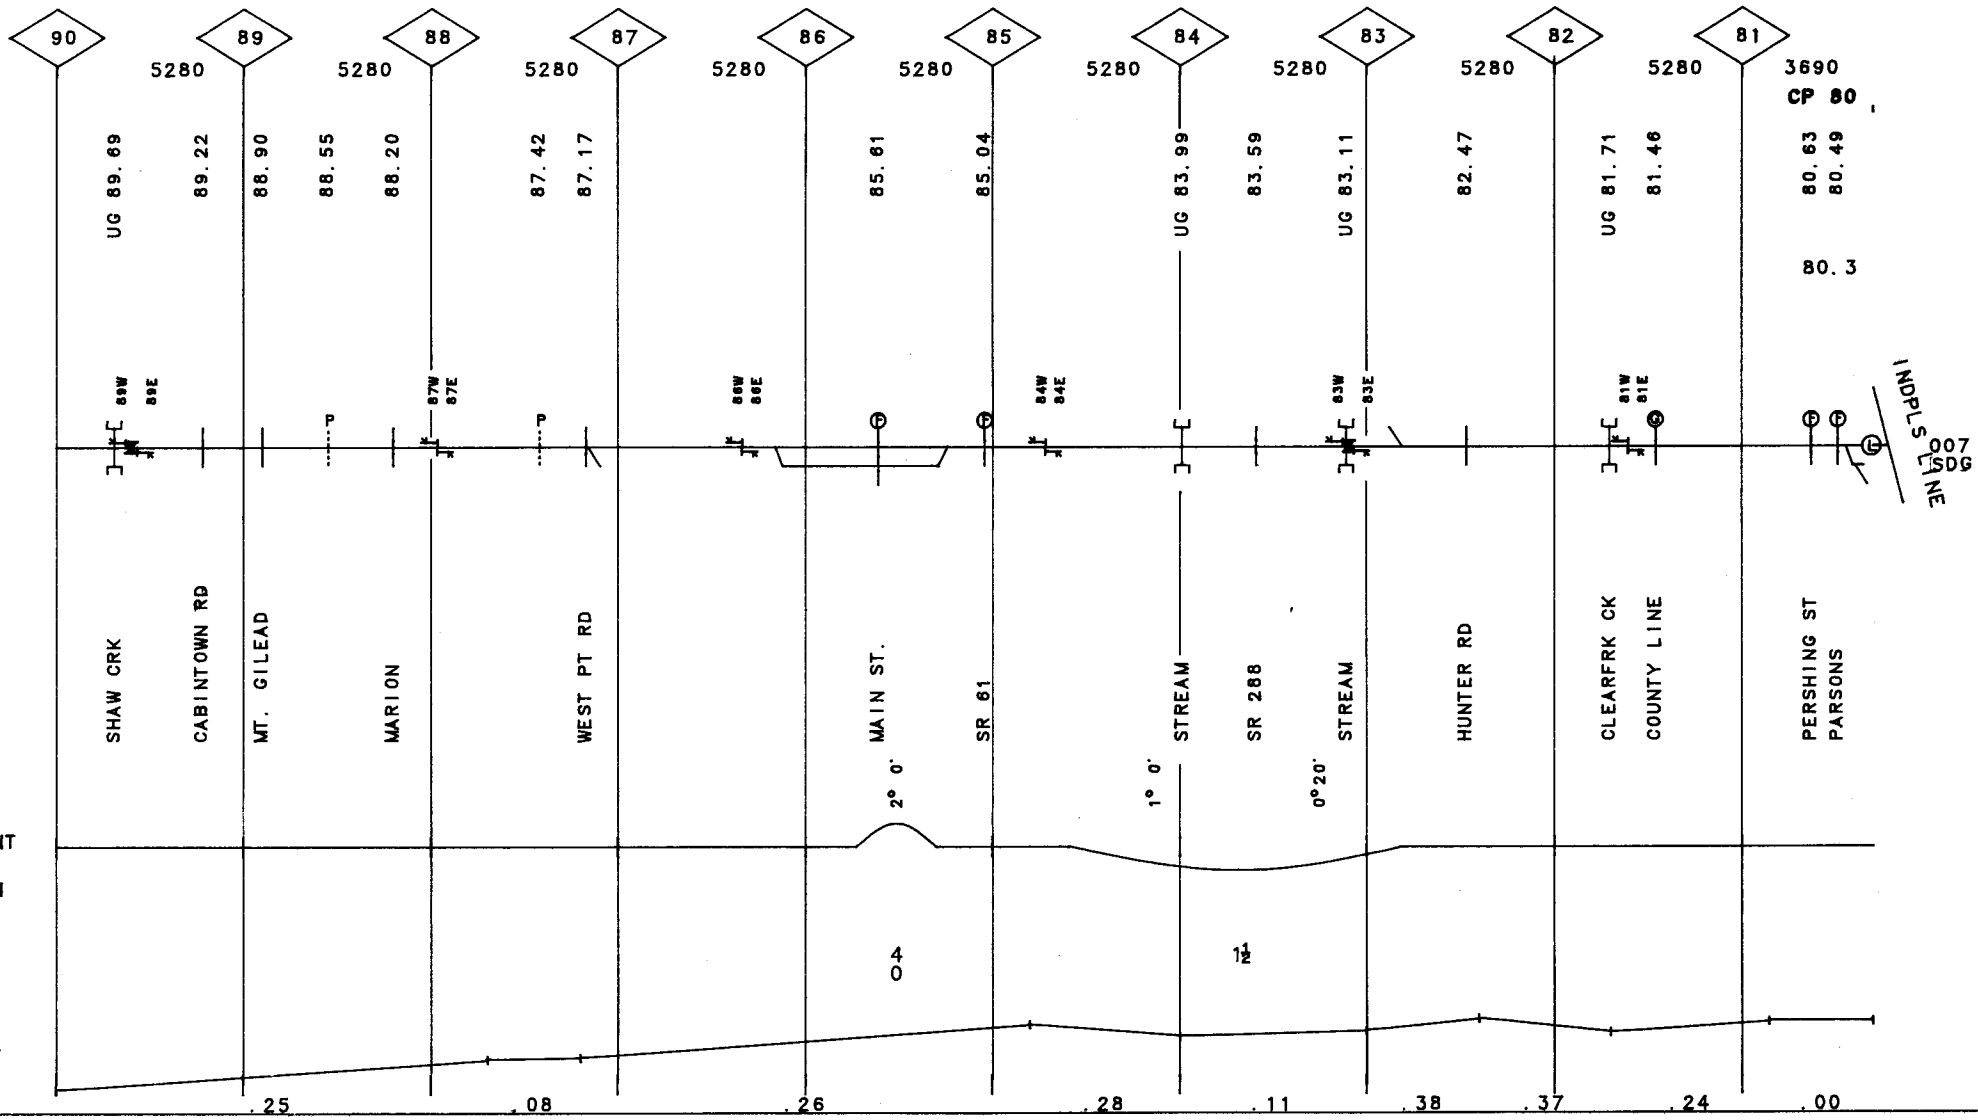 90 89 88 87 86 85 84 83 82 81
5280 5280 5280 5280 5280 5280 5280 5280 5280 3690
CP 80
UG 89.69
89.22
88.90
88.55
88.20
87.42
87.17
85.61
85.04
UG 83.99
83.59
UG 83.11
82.47
UG 81.71
81.46
80.63
80.49
80.3
89W
89E
87W
87E
86W
86E
84W
84E
83W
83E
81W
81E
P
P
F
F
G
F
F
L
INDPLS LINE
007
SDG
SHAW CRK
CABINTOWN RD
MT. GILEAD
MARION
WEST PT RD
MAIN ST.
SR 61
STREAM
SR 288
STREAM
HUNTER RD
CLEARFRK CK
COUNTY LINE
PERSHING ST
PARSONS
2° 0'
1° 0'
0°20'
4
0
1½
.25 .08 .26 .28 .11 .38 .37 .24 .00